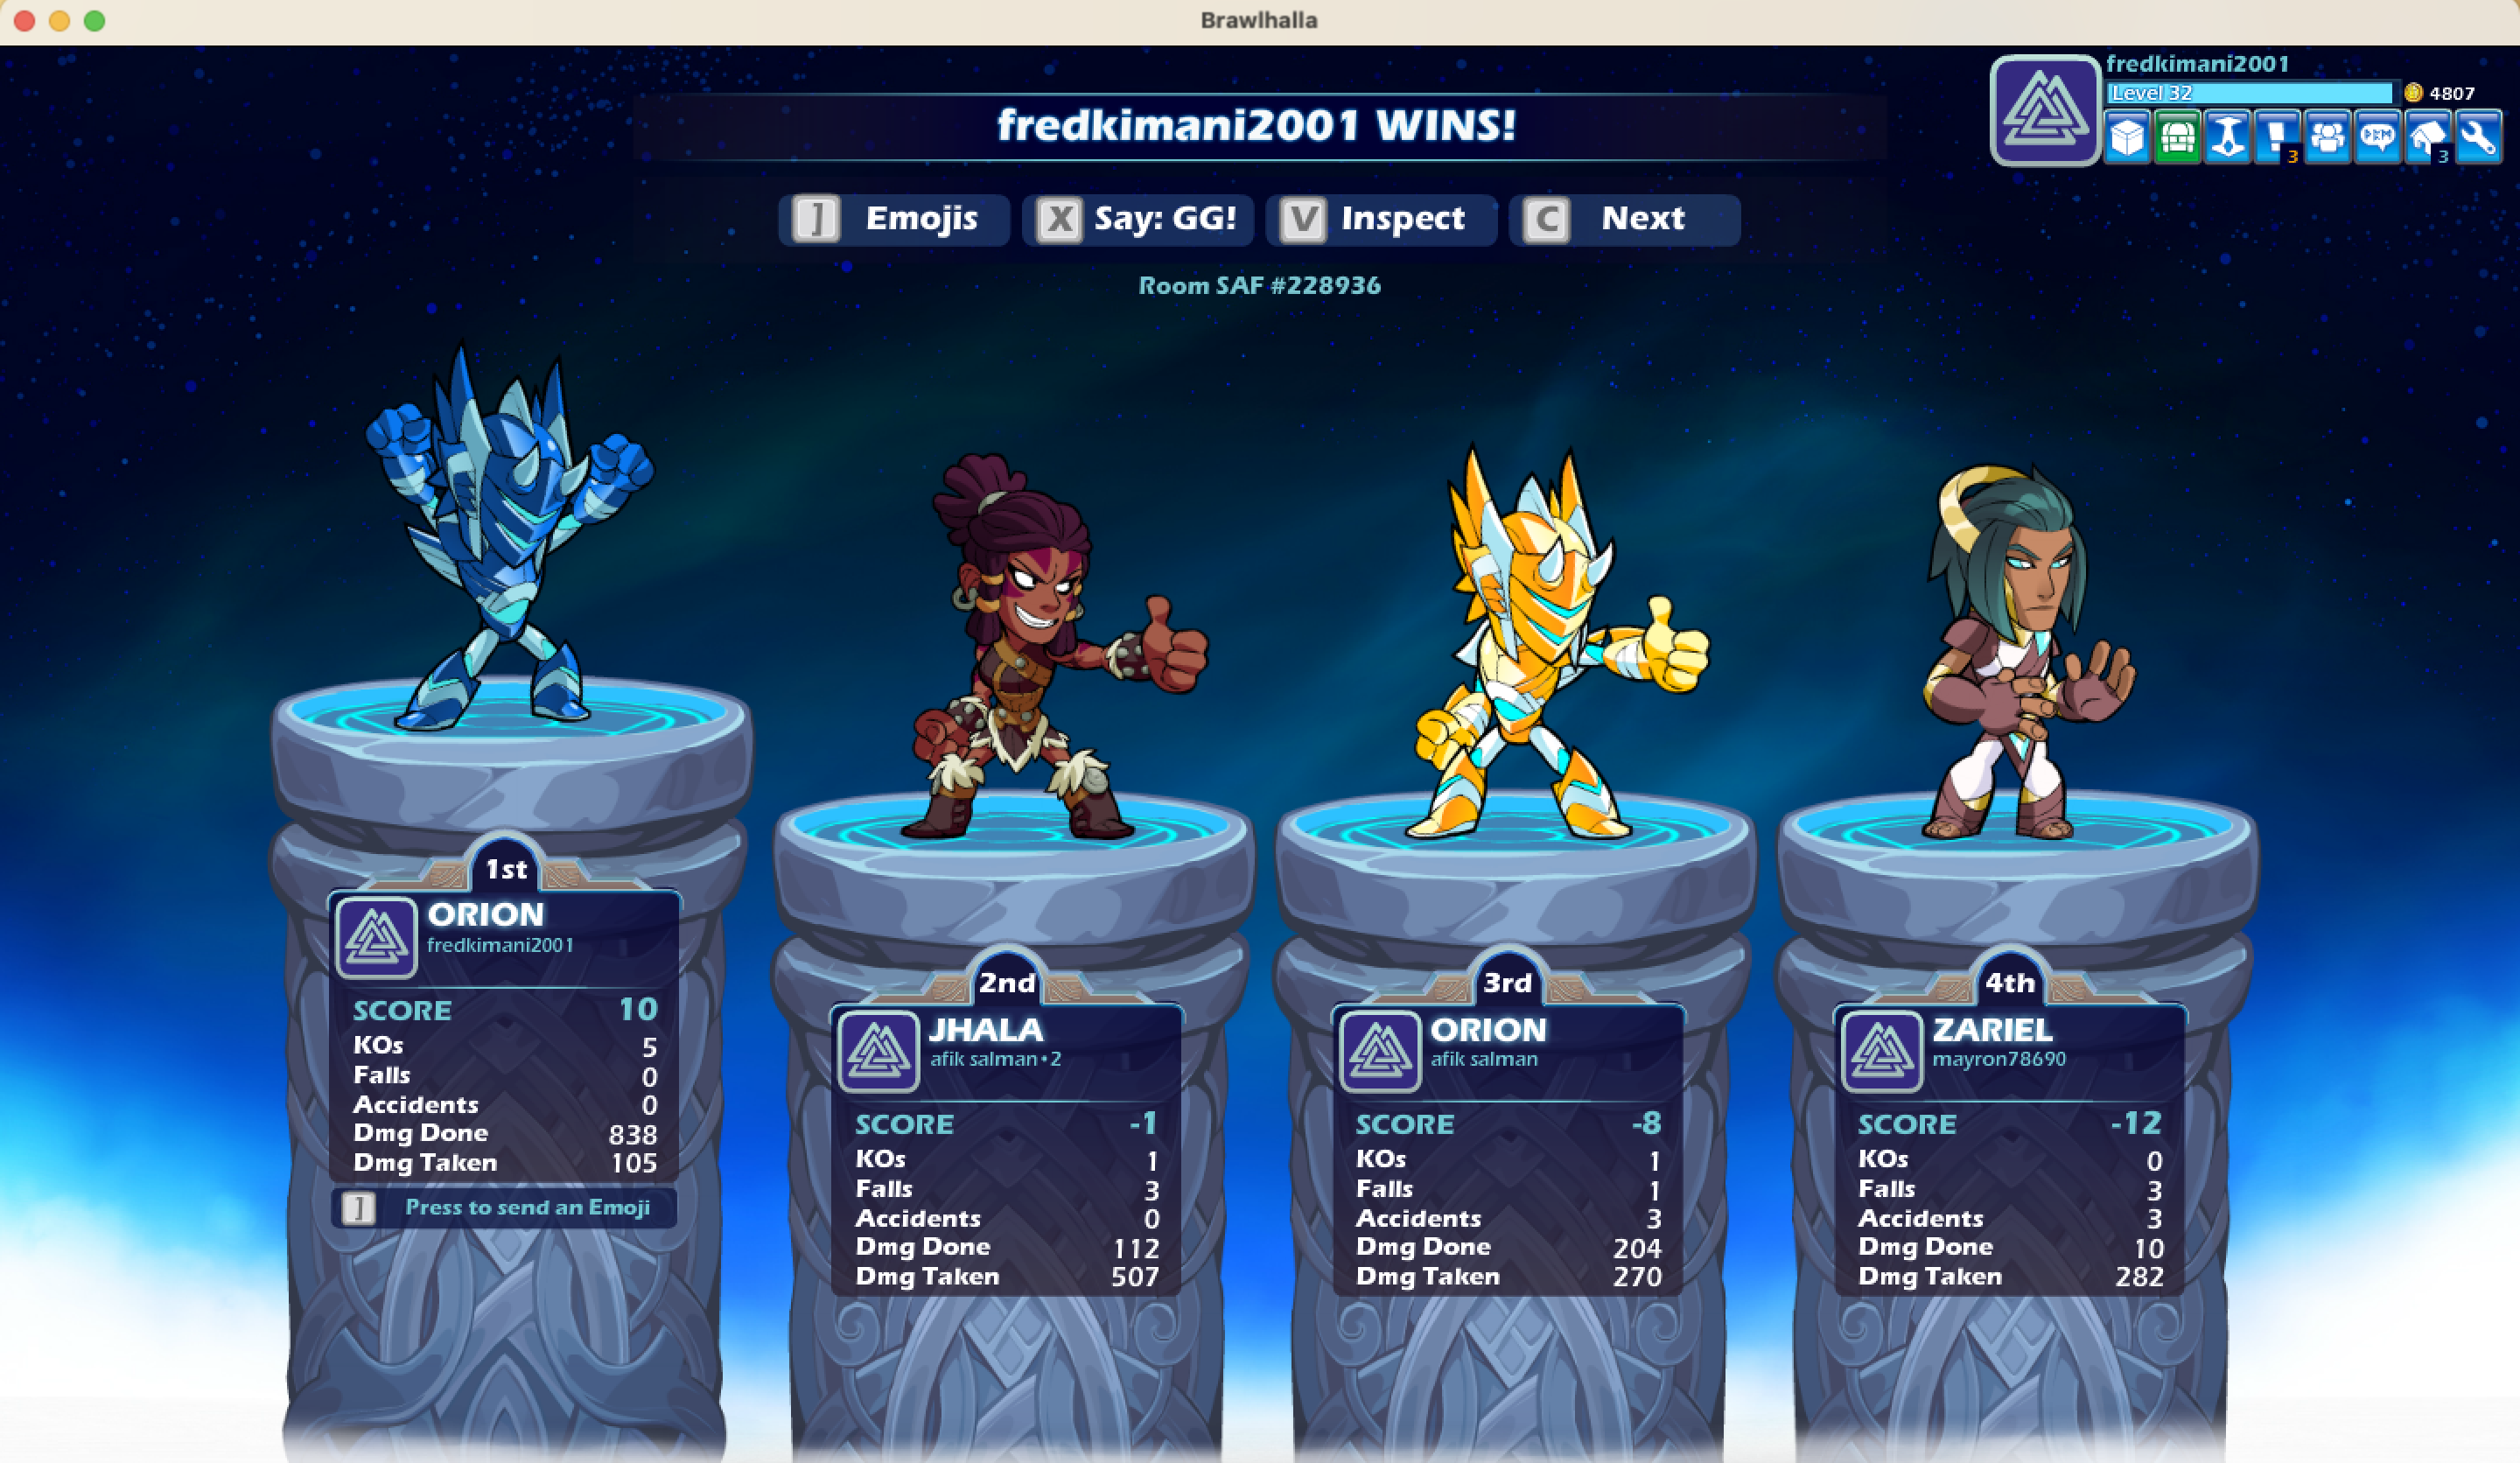 Brawlhalla
fredkimani2001
Level 32
4807
3
3
fredkimani2001 WINS!
] Emojis
X Say: GG!
V Inspect
C Next
Room SAF #228936
1st
ORION
fredkimani2001
SCORE 10
KOs 5
Falls 0
Accidents 0
Dmg Done 838
Dmg Taken 105
] Press to send an Emoji
2nd
JHALA
afik salman•2
SCORE -1
KOs 1
Falls 3
Accidents 0
Dmg Done 112
Dmg Taken 507
3rd
ORION
afik salman
SCORE -8
KOs 1
Falls 1
Accidents 3
Dmg Done 204
Dmg Taken 270
4th
ZARIEL
mayron78690
SCORE -12
KOs 0
Falls 3
Accidents 3
Dmg Done 10
Dmg Taken 282